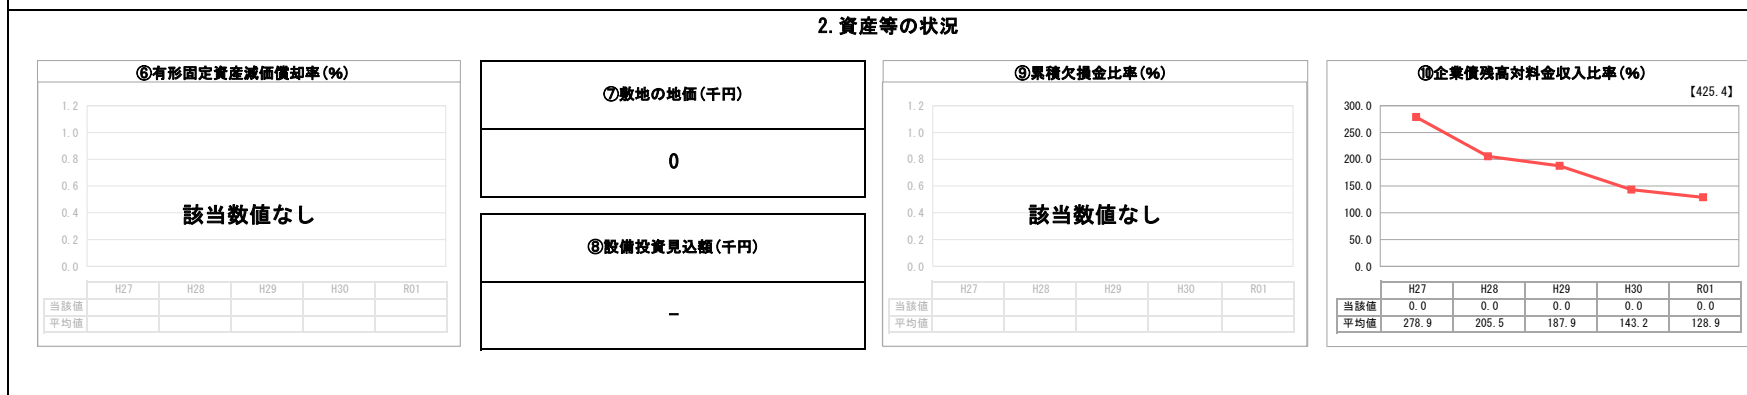 2.資産等の状況
⑥有形固定資産減価償却率(%)
1.2
1.0
0.8
0.6
0.4
0.2
0.0
該当数値なし
H27 H28 H29 H30 R01
当該値
平均値
⑦敷地の地価(千円)
0
⑧設備投資見込額(千円)
-
⑨累積欠損金比率(%)
1.2
1.0
0.8
0.6
0.4
0.2
0.0
該当数値なし
H27 H28 H29 H30 R01
当該値
平均値
⑩企業債残高対料金収入比率(%)
【425.4】
300.0
250.0
200.0
150.0
100.0
50.0
0.0
H27 H28 H29 H30 R01
当該値 0.0 0.0 0.0 0.0 0.0
平均値 278.9 205.5 187.9 143.2 128.9